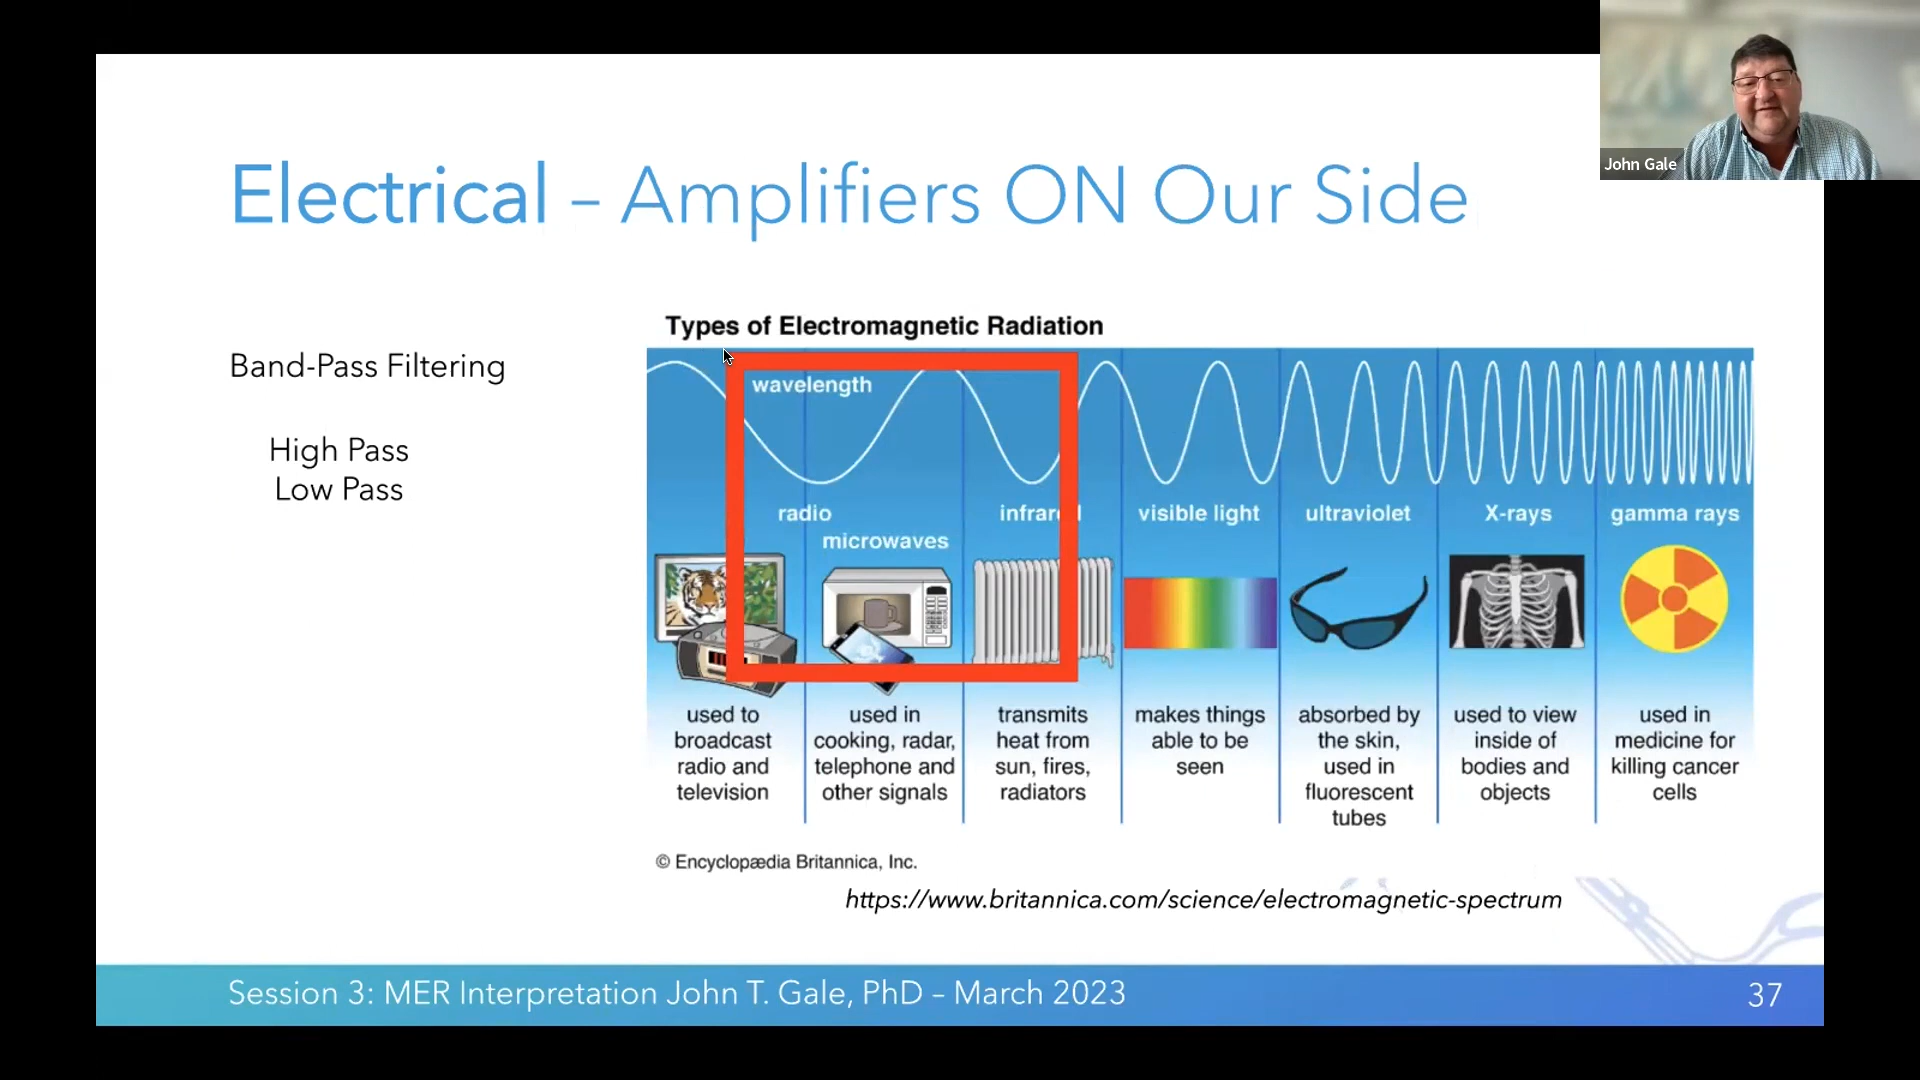 John Gale
Electrical – Amplifiers ON Our Side
Band-Pass Filtering
High Pass
Low Pass
Types of Electromagnetic Radiation
wavelength
radio
microwaves
visible light
ultraviolet
X-rays
gamma rays
used to
broadcast
radio and
television
used in
cooking, radar,
telephone and
other signals
transmits
heat from
sun, fires,
radiators
makes things
able to be
seen
absorbed by
the skin,
used in
fluorescent
tubes
used to view
inside of
bodies and
objects
used in
medicine for
killing cancer
cells
© Encyclopædia Britannica, Inc.
https://www.britannica.com/science/electromagnetic-spectrum
Session 3: MER Interpretation John T. Gale, PhD – March 2023
37